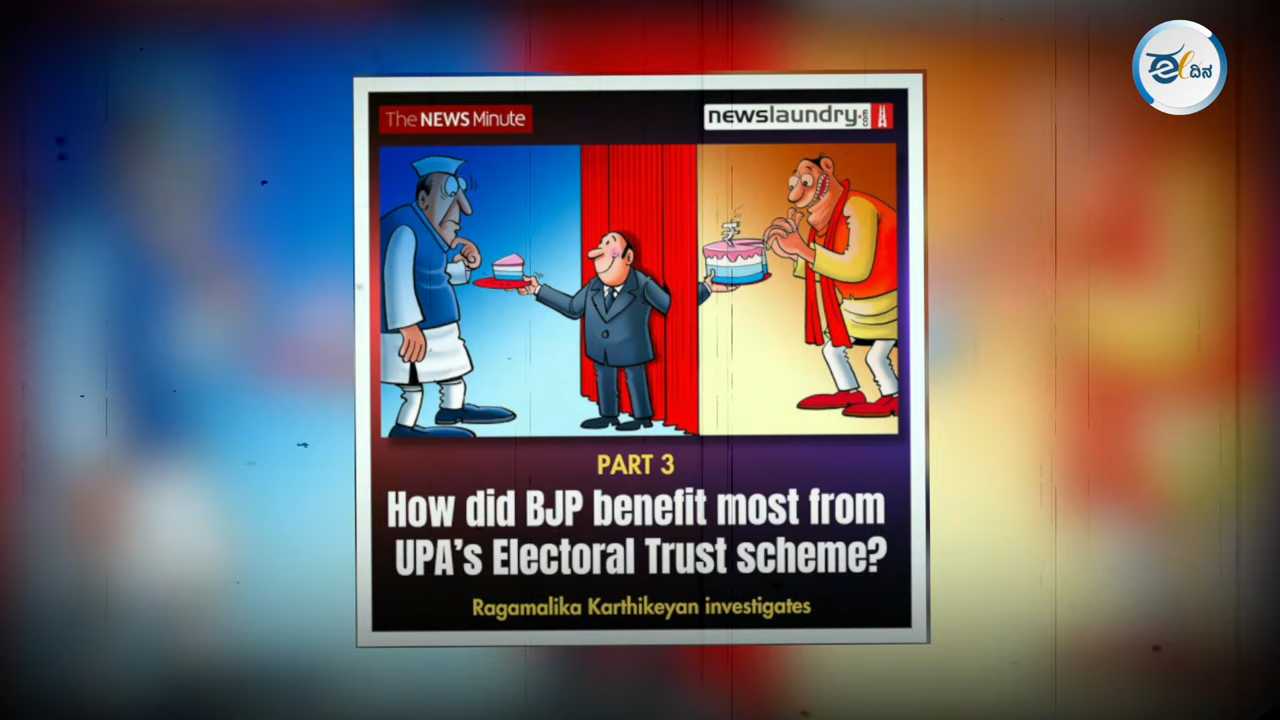 eದಿನ
The NEWS Minute
newslaundry.com
₹
PART 3
How did BJP benefit most from
UPA's Electoral Trust scheme?
Ragamalika Karthikeyan investigates